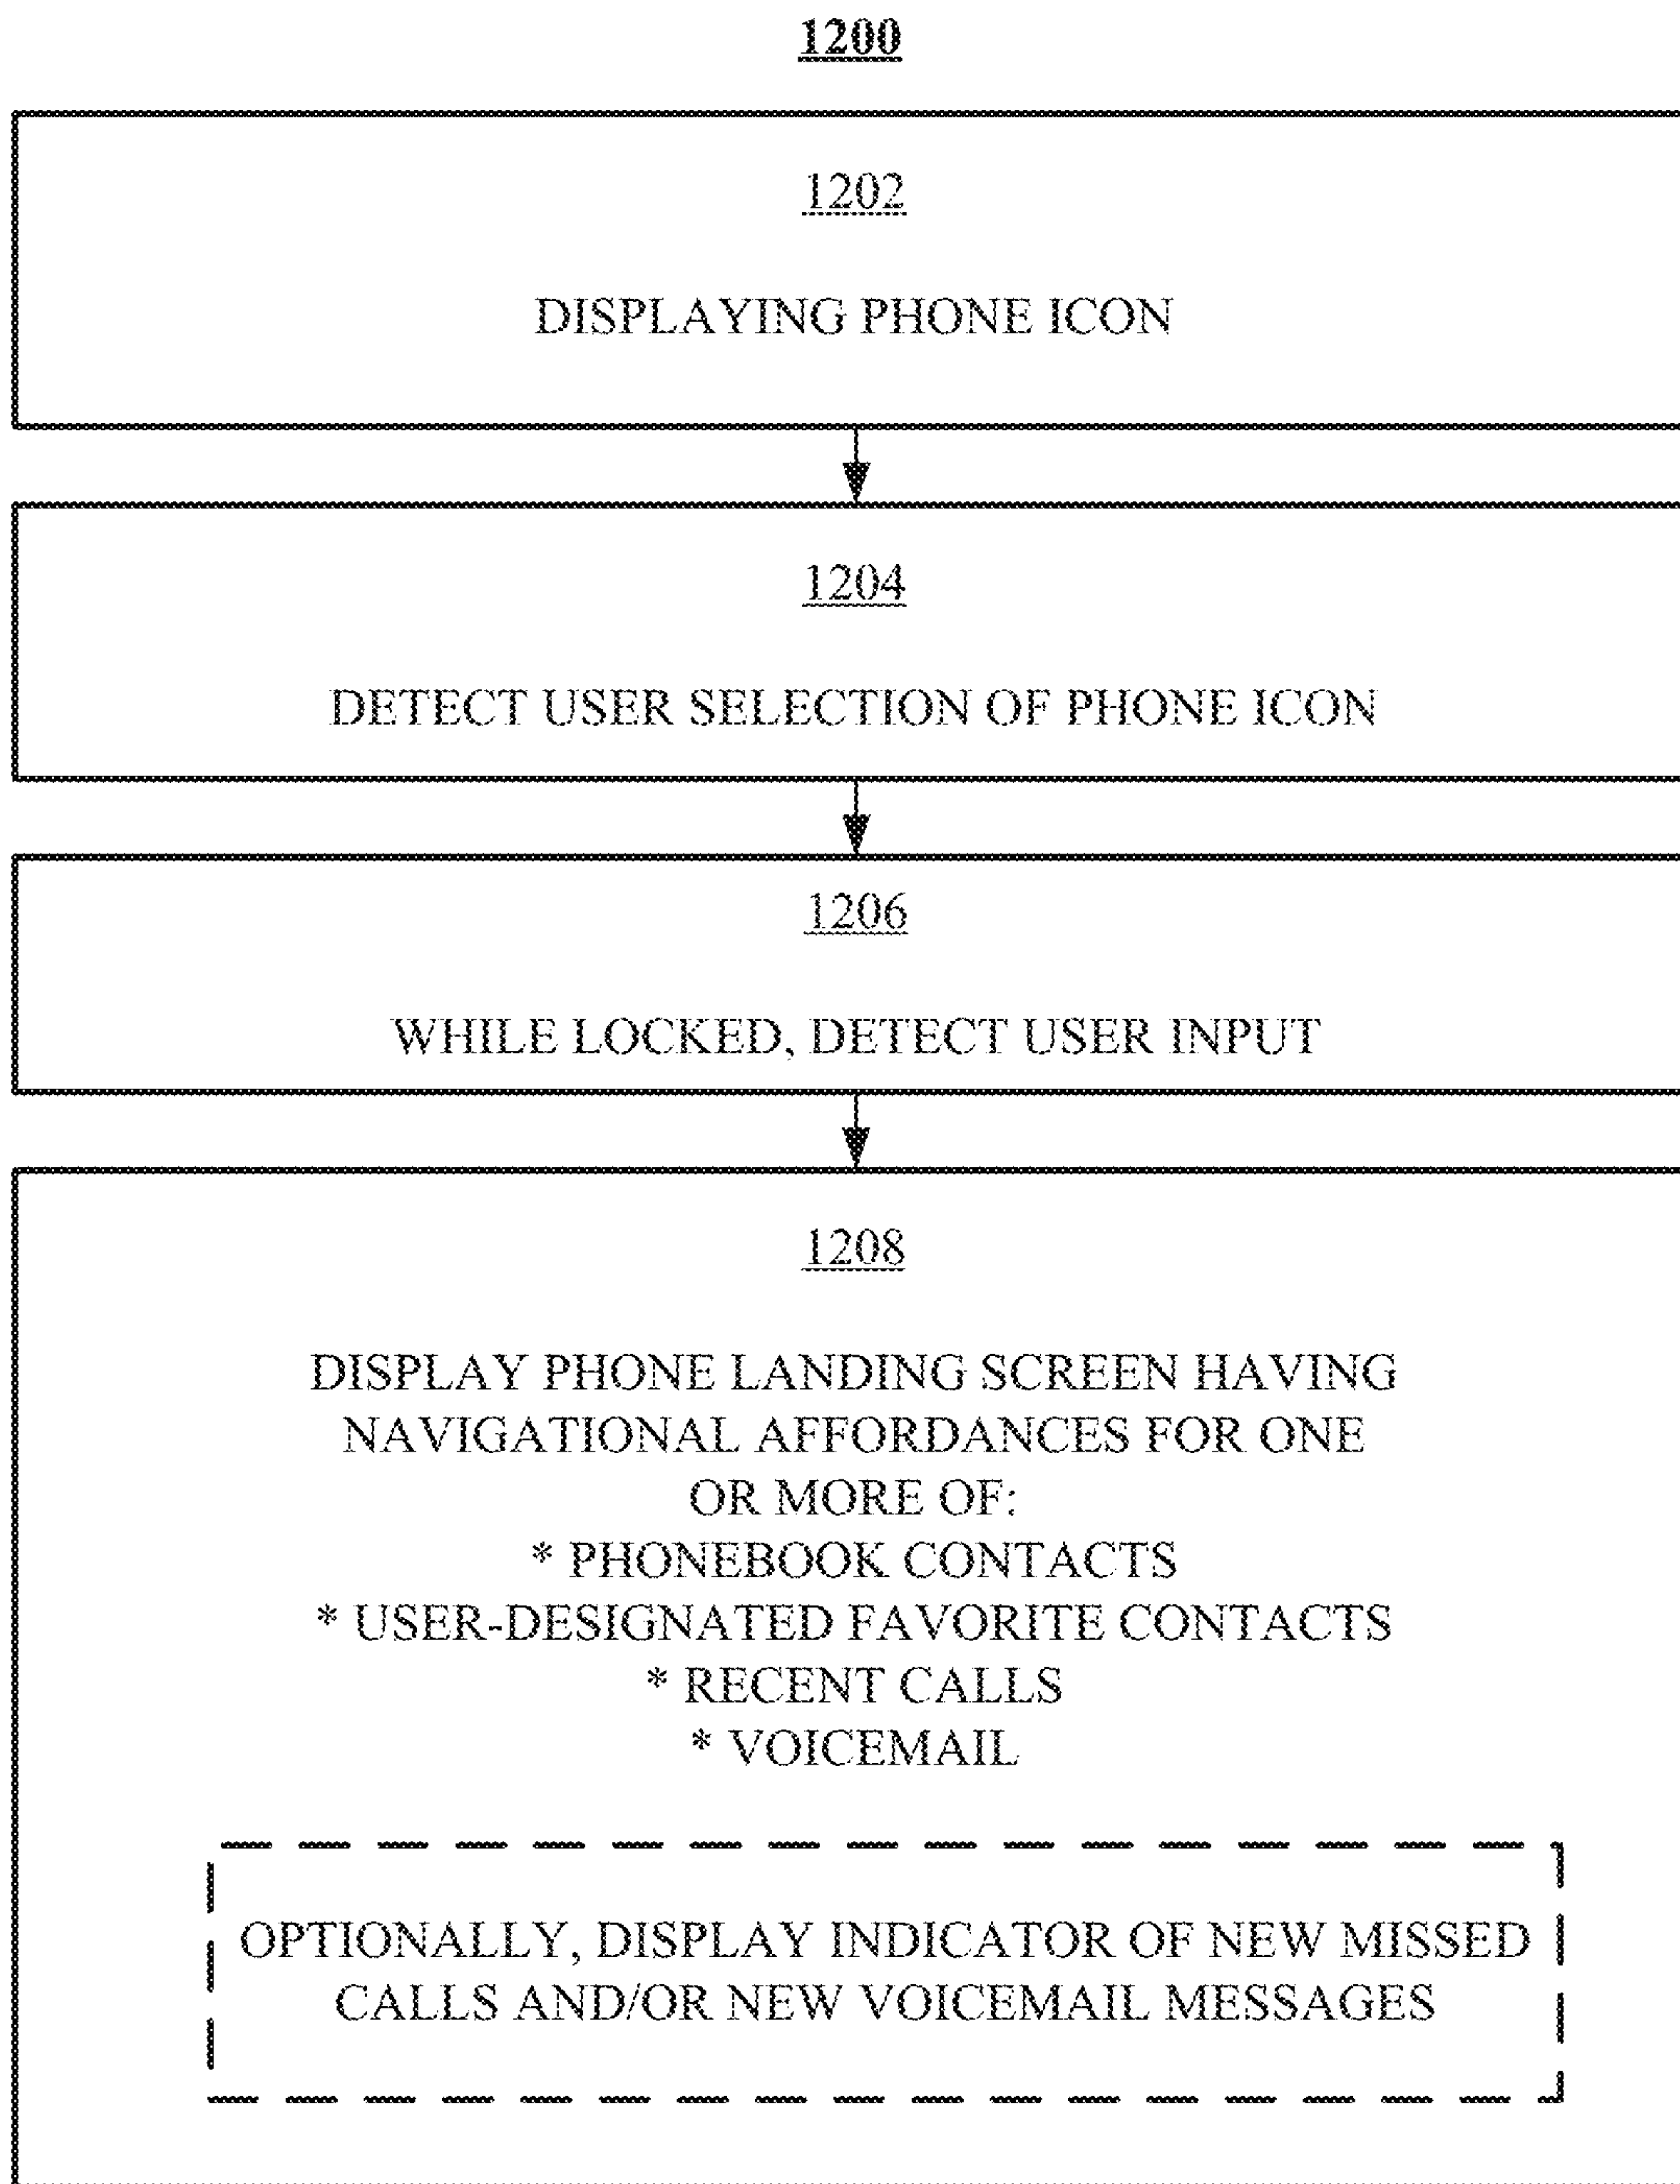 1200
1202
DISPLAYING PHONE ICON
1204
DETECT USER SELECTION OF PHONE ICON
1206
WHILE LOCKED, DETECT USER INPUT
1208
DISPLAY PHONE LANDING SCREEN HAVING
NAVIGATIONAL AFFORDANCES FOR ONE
OR MORE OF:
* PHONEBOOK CONTACTS
* USER-DESIGNATED FAVORITE CONTACTS
* RECENT CALLS
* VOICEMAIL
OPTIONALLY, DISPLAY INDICATOR OF NEW MISSED
CALLS AND/OR NEW VOICEMAIL MESSAGES